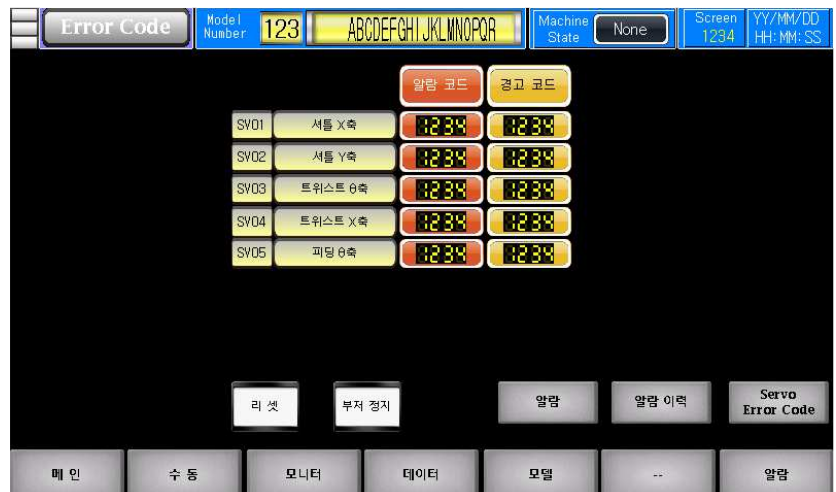 Error Code
Model Number 123 ABCDEFGHIJKLMNOPQR
Machine State None
Screen 1234
YY/MM/DD
HH:MM:SS
알람 코드 경고 코드
SV01 셔틀 X축 1234 1234
SV02 셔틀 Y축 1234 1234
SV03 트위스트 θ축 1234 1234
SV04 트위스트 X축 1234 1234
SV05 피딩 θ축 1234 1234
리 셋 부저 정지 알람 알람 이력 Servo Error Code
메 인 수 동 모니터 데이터 모델 -- 알람